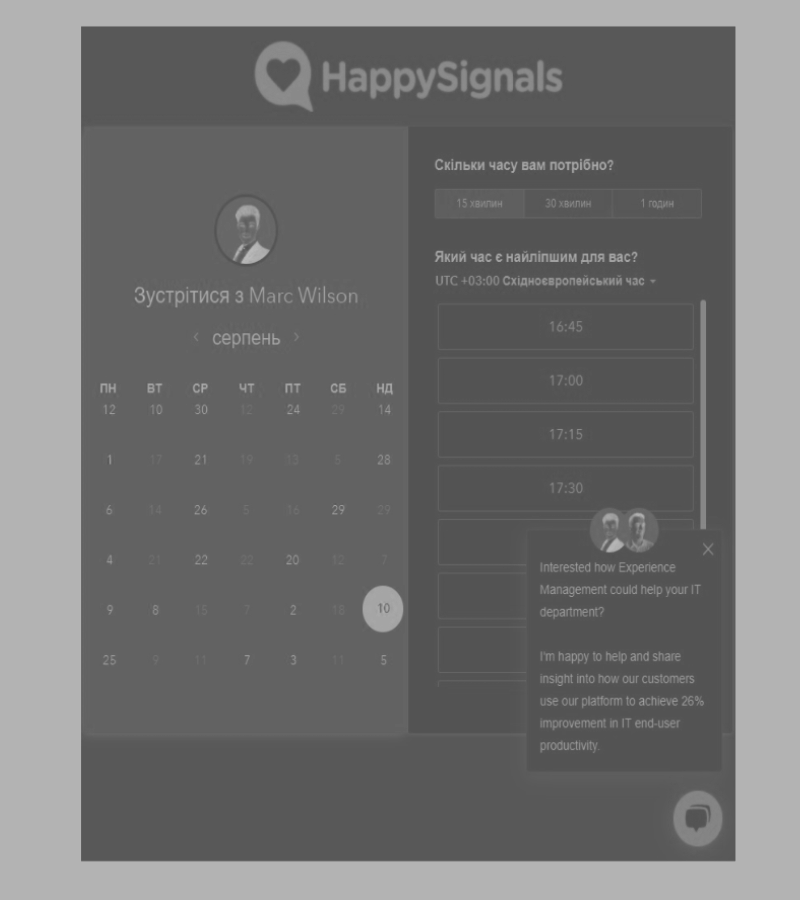 HappySignals
Зустрітися з Marc Wilson
серпень
ПН ВТ СР ЧТ ПТ СБ НД
12 10 30 12 24 29 14
1 17 21 19 13 5 28
6 14 26 5 16 29 29
4 21 22 22 20 12 7
9 8 15 7 2 18 10
25 9 11 7 3 11 5
Скільки часу вам потрібно?
15 хвилин 30 хвилин 1 годин
Який час є найліпшим для вас?
UTC +03:00 Східноєвропейський час
16:45
17:00
17:15
17:30
Interested how Experience
Management could help your IT
department?
I'm happy to help and share
insight into how our customers
use our platform to achieve 26%
improvement in IT end-user
productivity.